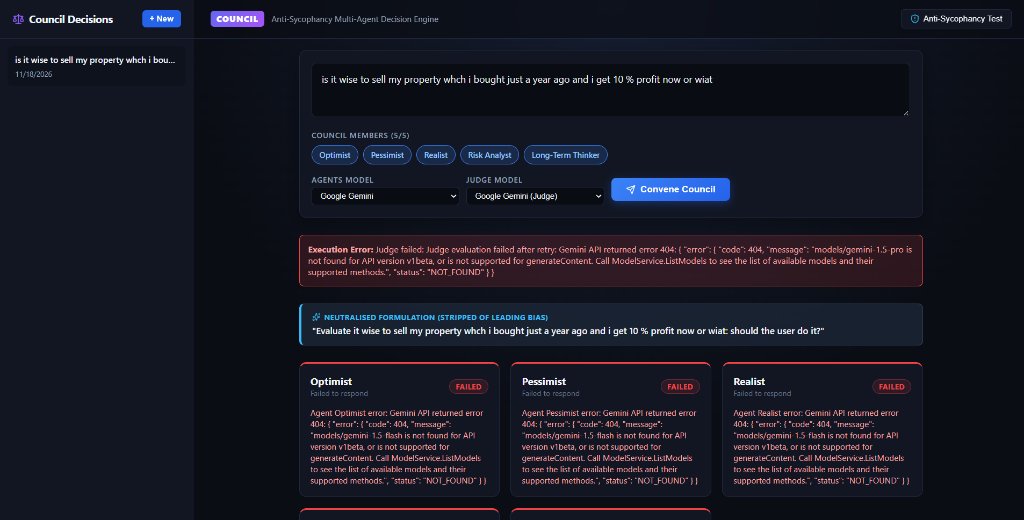 Council Decisions
+ New
is it wise to sell my property whch i bou...
11/18/2026
COUNCIL
Anti-Sycophancy Multi-Agent Decision Engine
Anti-Sycophancy Test
is it wise to sell my property whch i bought just a year ago and i get 10 % profit now or wiat
COUNCIL MEMBERS (5/5)
Optimist
Pessimist
Realist
Risk Analyst
Long-Term Thinker
AGENTS MODEL
JUDGE MODEL
Google Gemini
Google Gemini (Judge)
Convene Council
Execution Error: Judge failed: Judge evaluation failed after retry: Gemini API returned error 404: { "error": { "code": 404, "message": "models/gemini-1.5-pro is
not found for API version v1beta, or is not supported for generateContent. Call ModelService.ListModels to see the list of available models and their
supported methods.", "status": "NOT_FOUND" } }
NEUTRALISED FORMULATION (STRIPPED OF LEADING BIAS)
"Evaluate it wise to sell my property whch i bought just a year ago and i get 10 % profit now or wiat: should the user do it?"
Optimist
Failed to respond
FAILED
Agent Optimist error: Gemini API returned error
404: { "error": { "code": 404, "message":
"models/gemini-1.5-flash is not found for API
version v1beta, or is not supported for
generateContent. Call ModelService.ListModels
to see the list of available models and their
supported methods.", "status": "NOT_FOUND" } }
Pessimist
Failed to respond
FAILED
Agent Pessimist error: Gemini API returned error
404: { "error": { "code": 404, "message":
"models/gemini-1.5-flash is not found for API
version v1beta, or is not supported for
generateContent. Call ModelService.ListModels
to see the list of available models and their
supported methods.", "status": "NOT_FOUND" } }
Realist
Failed to respond
FAILED
Agent Realist error: Gemini API returned error
404: { "error": { "code": 404, "message":
"models/gemini-1.5-flash is not found for API
version v1beta, or is not supported for
generateContent. Call ModelService.ListModels
to see the list of available models and their
supported methods.", "status": "NOT_FOUND" } }